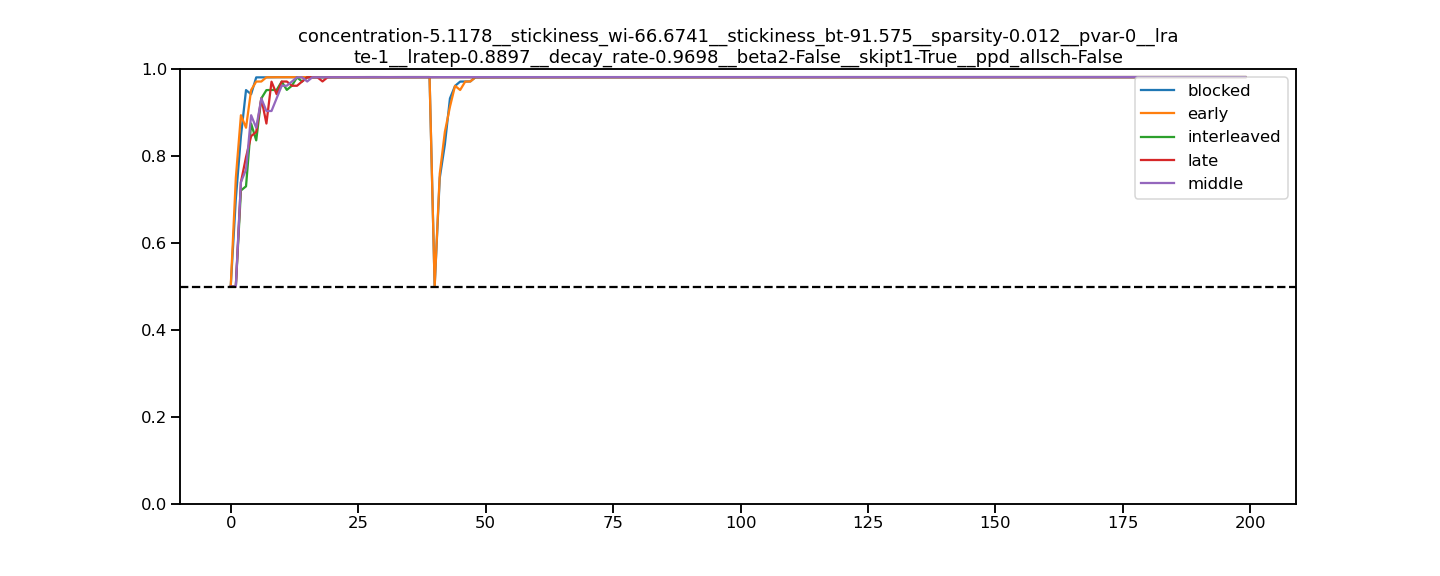 concentration-5.1178__stickiness_wi-66.6741__stickiness_bt-91.575__sparsity-0.012__pvar-0__lra
te-1__lratep-0.8897__decay_rate-0.9698__beta2-False__skipt1-True__ppd_allsch-False
1.0
0.8
0.6
0.4
0.2
0.0
blocked
early
interleaved
late
middle
0 25 50 75 100 125 150 175 200